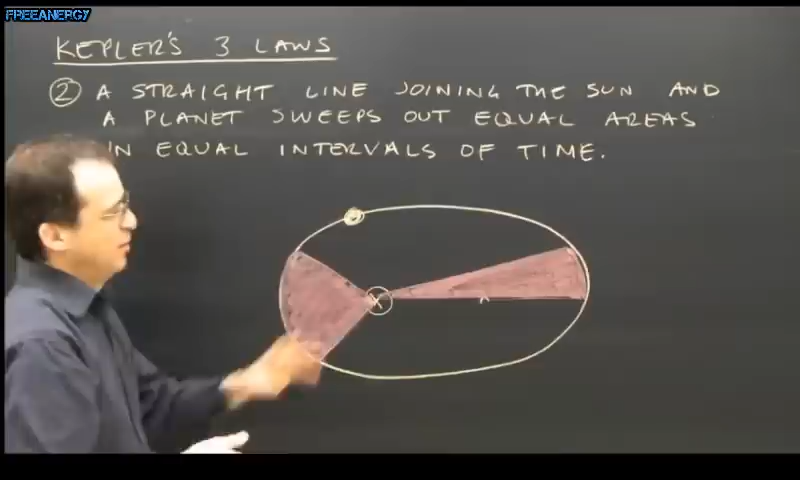 FREEANERGY
KEPLER'S 3 LAWS
② A STRAIGHT LINE JOINING THE SUN AND
A PLANET SWEEPS OUT EQUAL AREAS
IN EQUAL INTERVALS OF TIME.